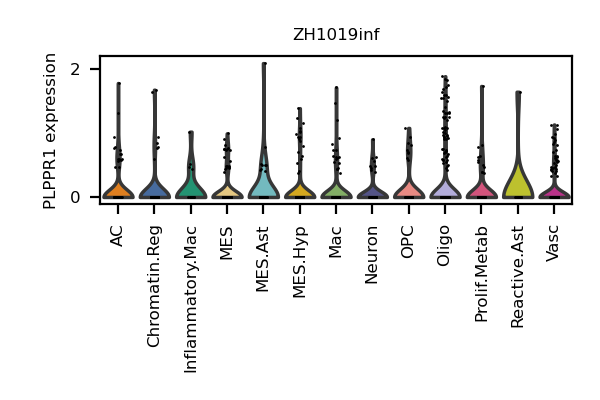 ZH1019inf
PLPPR1 expression
2
0
AC
Chromatin.Reg
Inflammatory.Mac
MES
MES.Ast
MES.Hyp
Mac
Neuron
OPC
Oligo
Prolif.Metab
Reactive.Ast
Vasc